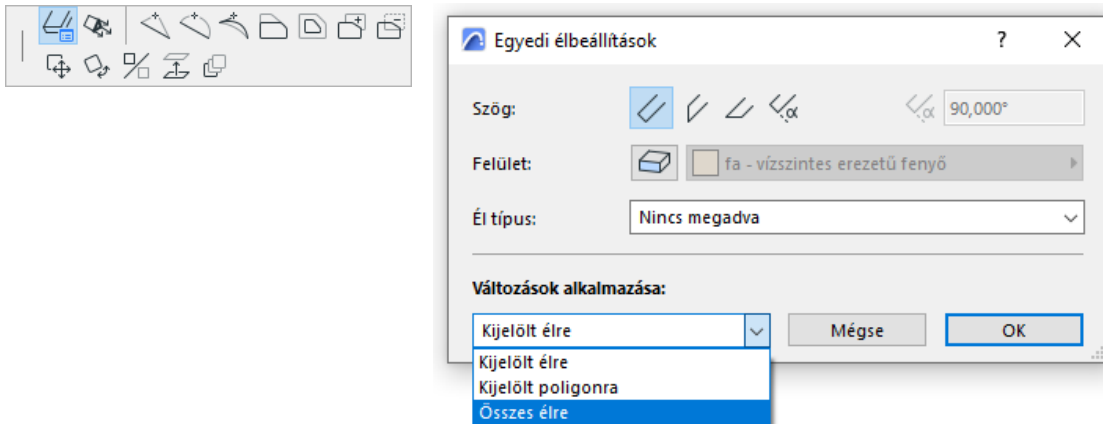 Egyedi élbeállítások
?
Szög:
α
α
90,000°
Felület:
fa - vízszintes erezetű fenyő
Él típus:
Nincs megadva
Változások alkalmazása:
Kijelölt élre
Mégse
OK
Kijelölt élre
Kijelölt poligonra
Összes élre